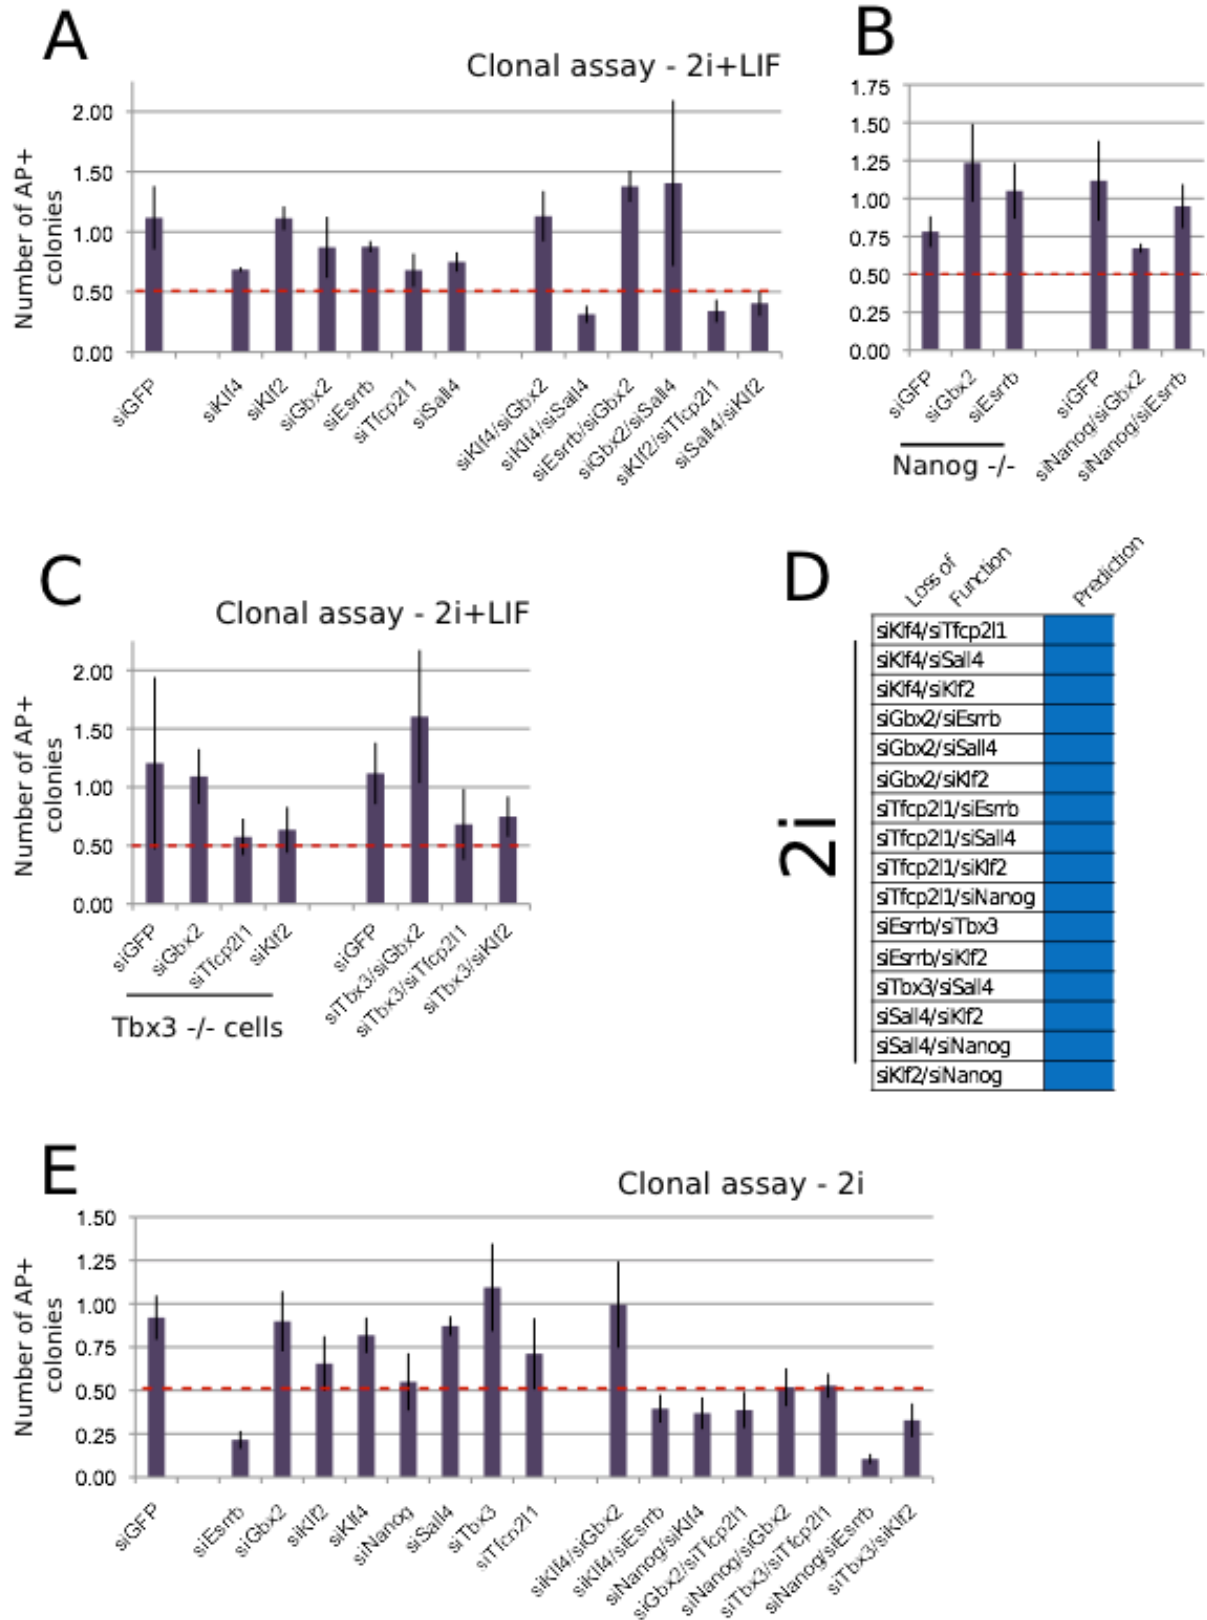 A
Clonal assay - 2i+LIF
Number of AP+
colonies
2.00
1.50
1.00
0.50
0.00
siGFP
siKlf4
siKlf2
siGbx2
siEsrrb
siTfcp2l1
siSall4
siKlf4/siGbx2
siKlf4/siSall4
siEsrrb/siGbx2
siGbx2/siSall4
siKlf2/siTfcp2l1
siSall4/siKlf2
B
1.75
1.50
1.25
1.00
0.75
0.50
0.25
0.00
siGFP
siGbx2
siEsrrb
siGFP
siNanog/siGbx2
siNanog/siEsrrb
Nanog -/-
C
Clonal assay - 2i+LIF
Number of AP+
colonies
2.00
1.50
1.00
0.50
0.00
siGFP
siGbx2
siTfcp2l1
siKlf2
siGFP
siTbx3/siGbx2
siTbx3/siTfcp2l1
siTbx3/siKlf2
Tbx3 -/- cells
D
Loss of
Function
Prediction
2i
siKlf4/siTfcp2l1
siKlf4/siSall4
siKlf4/siKlf2
siGbx2/siEsrrb
siGbx2/siSall4
siGbx2/siKlf2
siTfcp2l1/siEsrrb
siTfcp2l1/siSall4
siTfcp2l1/siKlf2
siTfcp2l1/siNanog
siEsrrb/siTbx3
siEsrrb/siKlf2
siTbx3/siSall4
siSall4/siKlf2
siSall4/siNanog
siKlf2/siNanog
E
Clonal assay - 2i
Number of AP+
colonies
1.50
1.25
1.00
0.75
0.50
0.25
0.00
siGFP
siEsrrb
siGbx2
siKlf2
siKlf4
siNanog
siSall4
siTbx3
siTfcp2l1
siKlf4/siGbx2
siKlf4/siEsrrb
siNanog/siKlf4
siGbx2/siTfcp2l1
siNanog/siGbx2
siTbx3/siTfcp2l1
siNanog/siEsrrb
siTbx3/siKlf2